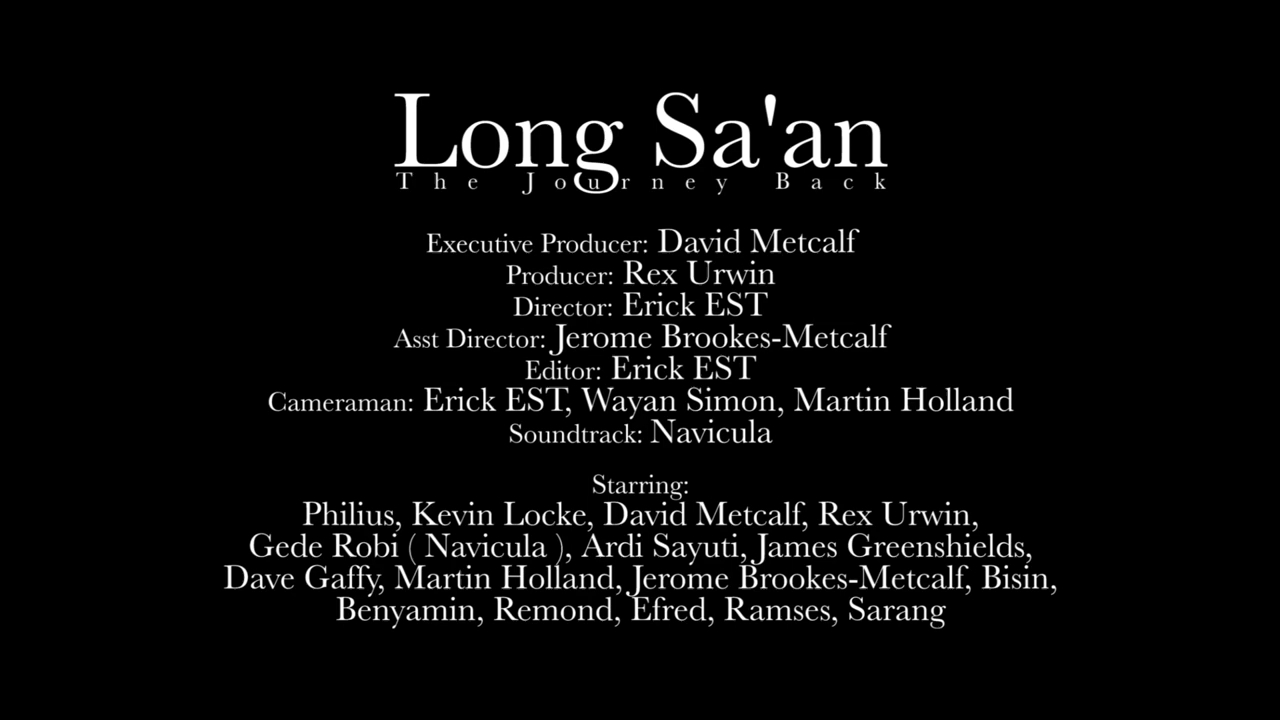 Long Sa'an
The Journey Back
Executive Producer: David Metcalf
Producer: Rex Urwin
Director: Erick EST
Asst Director: Jerome Brookes-Metcalf
Editor: Erick EST
Cameraman: Erick EST, Wayan Simon, Martin Holland
Soundtrack: Navicula
Starring:
Philius, Kevin Locke, David Metcalf, Rex Urwin,
Gede Robi ( Navicula ), Ardi Sayuti, James Greenshields,
Dave Gaffy, Martin Holland, Jerome Brookes-Metcalf, Bisin,
Benyamin, Remond, Efred, Ramses, Sarang